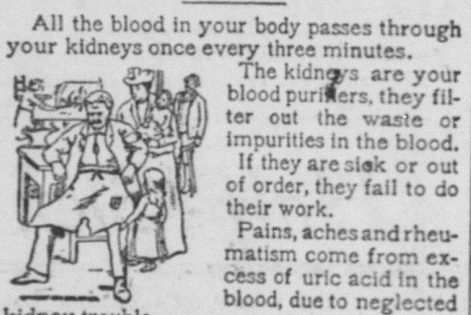 All the blood in your body passes through
your kidneys once every three minutes.
The kidneys are your
blood purifiers, they fil-
ter out the waste or
impurities in the blood.
If they are sick or out
of order, they fail to do
their work.
Pains, aches and rheu-
matism come from ex-
cess of uric acid in the
blood, due to neglected
kidney trouble.